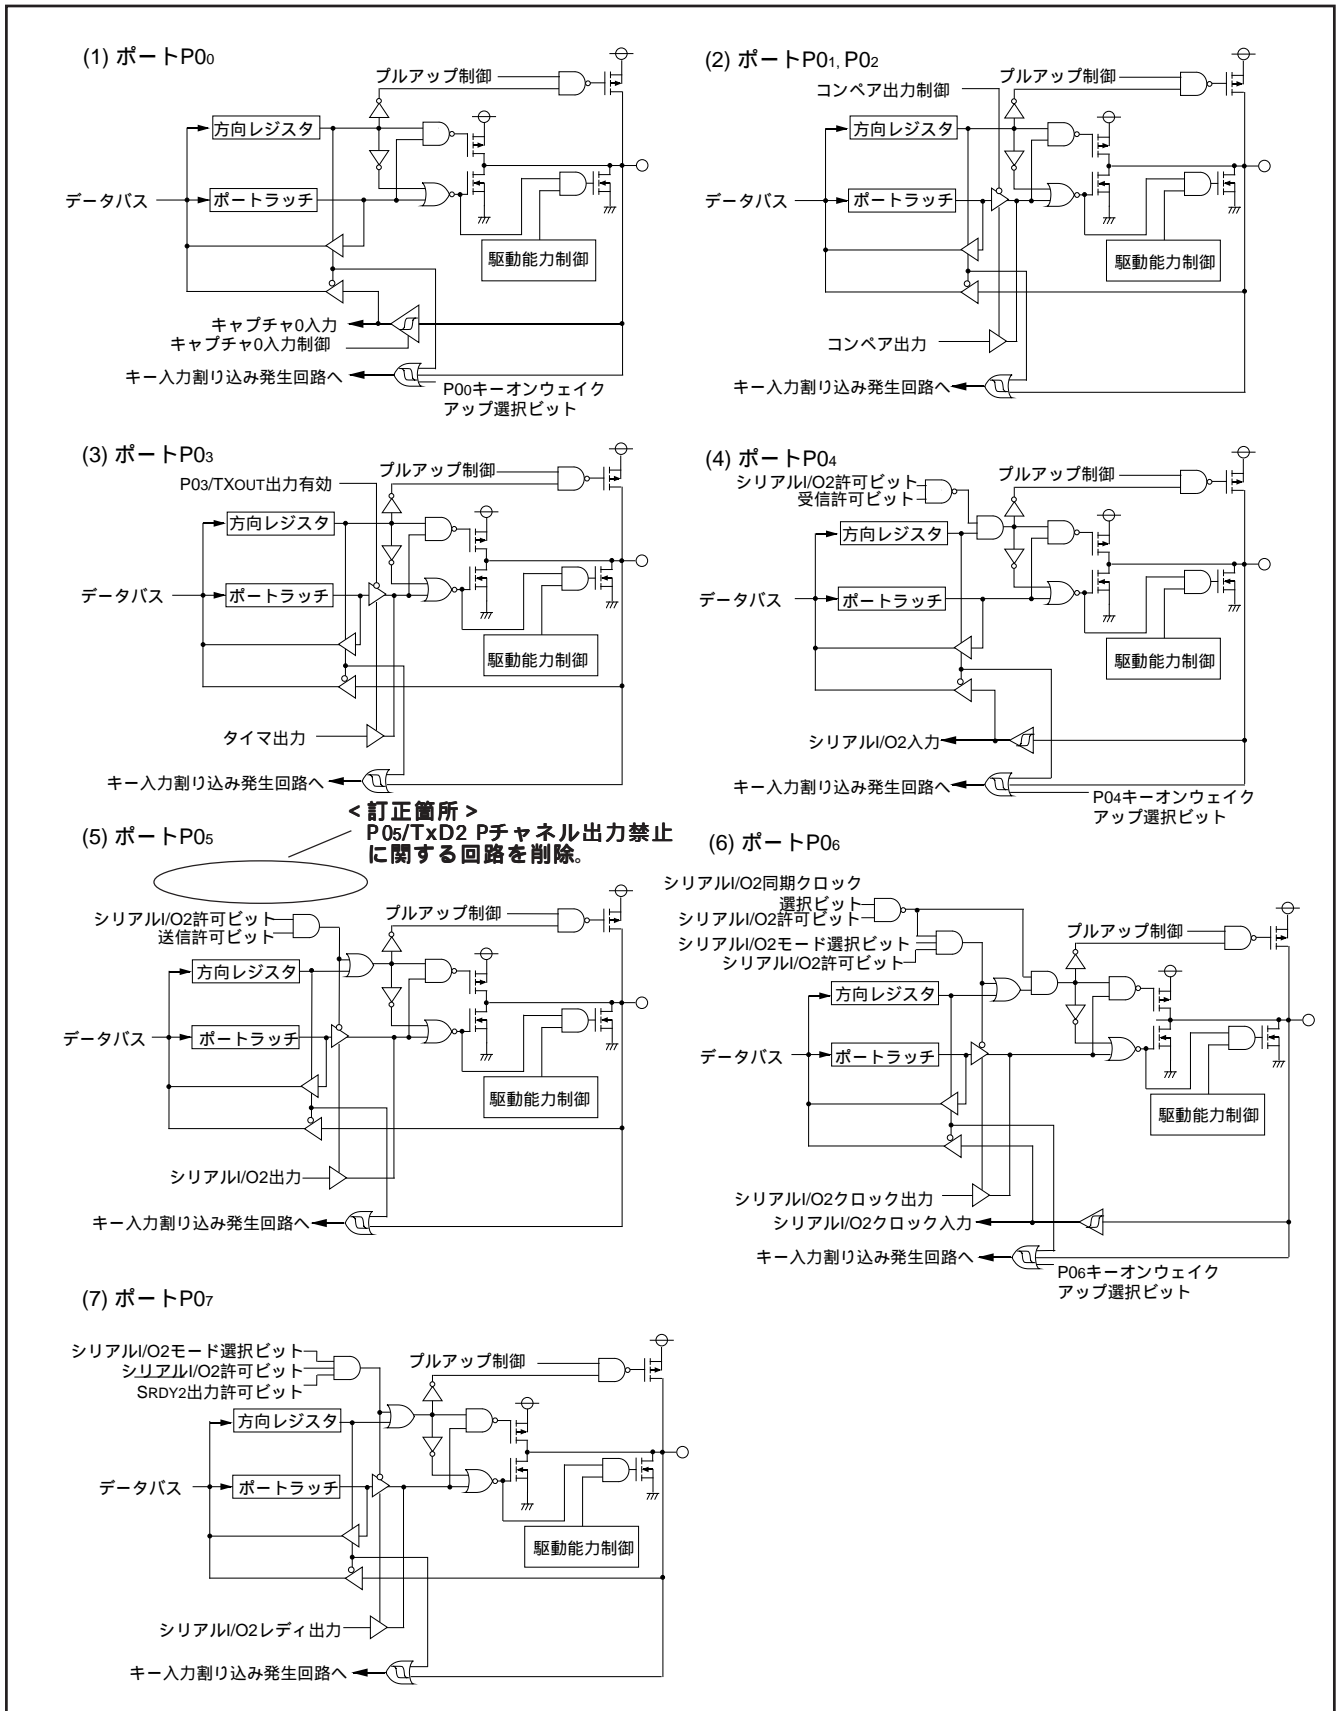 (1) ポートP00
プルアップ制御
方向レジスタ
データバス
ポートラッチ
駆動能力制御
キャプチャ0入力
キャプチャ0入力制御
キー入力割り込み発生回路へ
P00キーオンウェイク
アップ選択ビット
(2) ポートP01, P02
プルアップ制御
コンペア出力制御
方向レジスタ
データバス
ポートラッチ
駆動能力制御
コンペア出力
キー入力割り込み発生回路へ
(3) ポートP03
プルアップ制御
P03/TXOUT出力有効
方向レジスタ
データバス
ポートラッチ
駆動能力制御
タイマ出力
キー入力割り込み発生回路へ
(4) ポートP04
プルアップ制御
シリアルI/O2許可ビット
受信許可ビット
方向レジスタ
データバス
ポートラッチ
駆動能力制御
シリアルI/O2入力
キー入力割り込み発生回路へ
P04キーオンウェイク
アップ選択ビット
(5) ポートP05
<訂正箇所>
P05/TxD2 Pチャネル出力禁止
に関する回路を削除。
プルアップ制御
シリアルI/O2許可ビット
送信許可ビット
方向レジスタ
データバス
ポートラッチ
駆動能力制御
シリアルI/O2出力
キー入力割り込み発生回路へ
(6) ポートP06
シリアルI/O2同期クロック
選択ビット
シリアルI/O2許可ビット
シリアルI/O2モード選択ビット
シリアルI/O2許可ビット
プルアップ制御
方向レジスタ
データバス
ポートラッチ
駆動能力制御
シリアルI/O2クロック出力
シリアルI/O2クロック入力
キー入力割り込み発生回路へ
P06キーオンウェイク
アップ選択ビット
(7) ポートP07
シリアルI/O2モード選択ビット
シリアルI/O2許可ビット
SRDY2出力許可ビット
プルアップ制御
方向レジスタ
データバス
ポートラッチ
駆動能力制御
シリアルI/O2レディ出力
キー入力割り込み発生回路へ